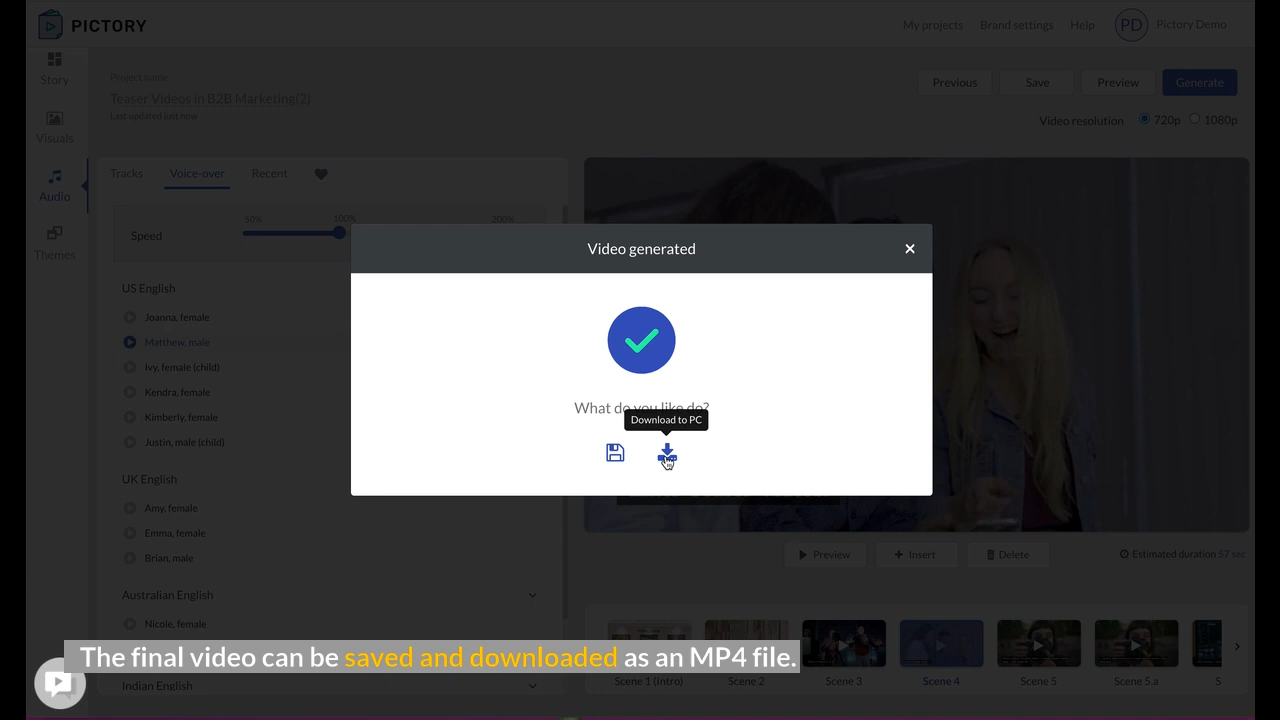 PICTORY
My projects
Brand settings
Help
PD
Pictory Demo
Story
Visuals
Audio
Themes
Project name
Teaser Videos in B2B Marketing(2)
Last updated just now
Previous
Save
Preview
Generate
Video resolution
720p
1080p
Tracks
Voice-over
Recent
50%
100%
200%
Speed
US English
Joanna, female
Matthew, male
Ivy, female (child)
Kendra, female
Kimberly, female
Justin, male (child)
UK English
Amy, female
Emma, female
Brian, male
Australian English
Nicole, female
Indian English
Video generated
What do you like do?
Download to PC
Preview
Insert
Delete
Estimated duration 57 sec
Scene 1 (Intro)
Scene 2
Scene 3
Scene 4
Scene 5
Scene 5.a
S
The final video can be saved and downloaded as an MP4 file.